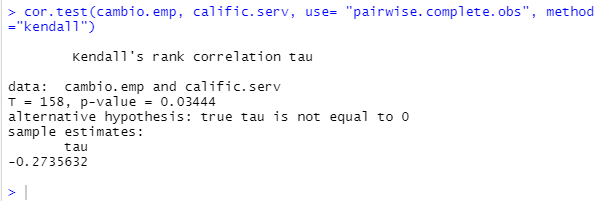 > cor.test(cambio.emp, calific.serv, use= "pairwise.complete.obs", method
="kendall")
Kendall's rank correlation tau
data:  cambio.emp and calific.serv
T = 158, p-value = 0.03444
alternative hypothesis: true tau is not equal to 0
sample estimates:
tau
-0.2735632
>